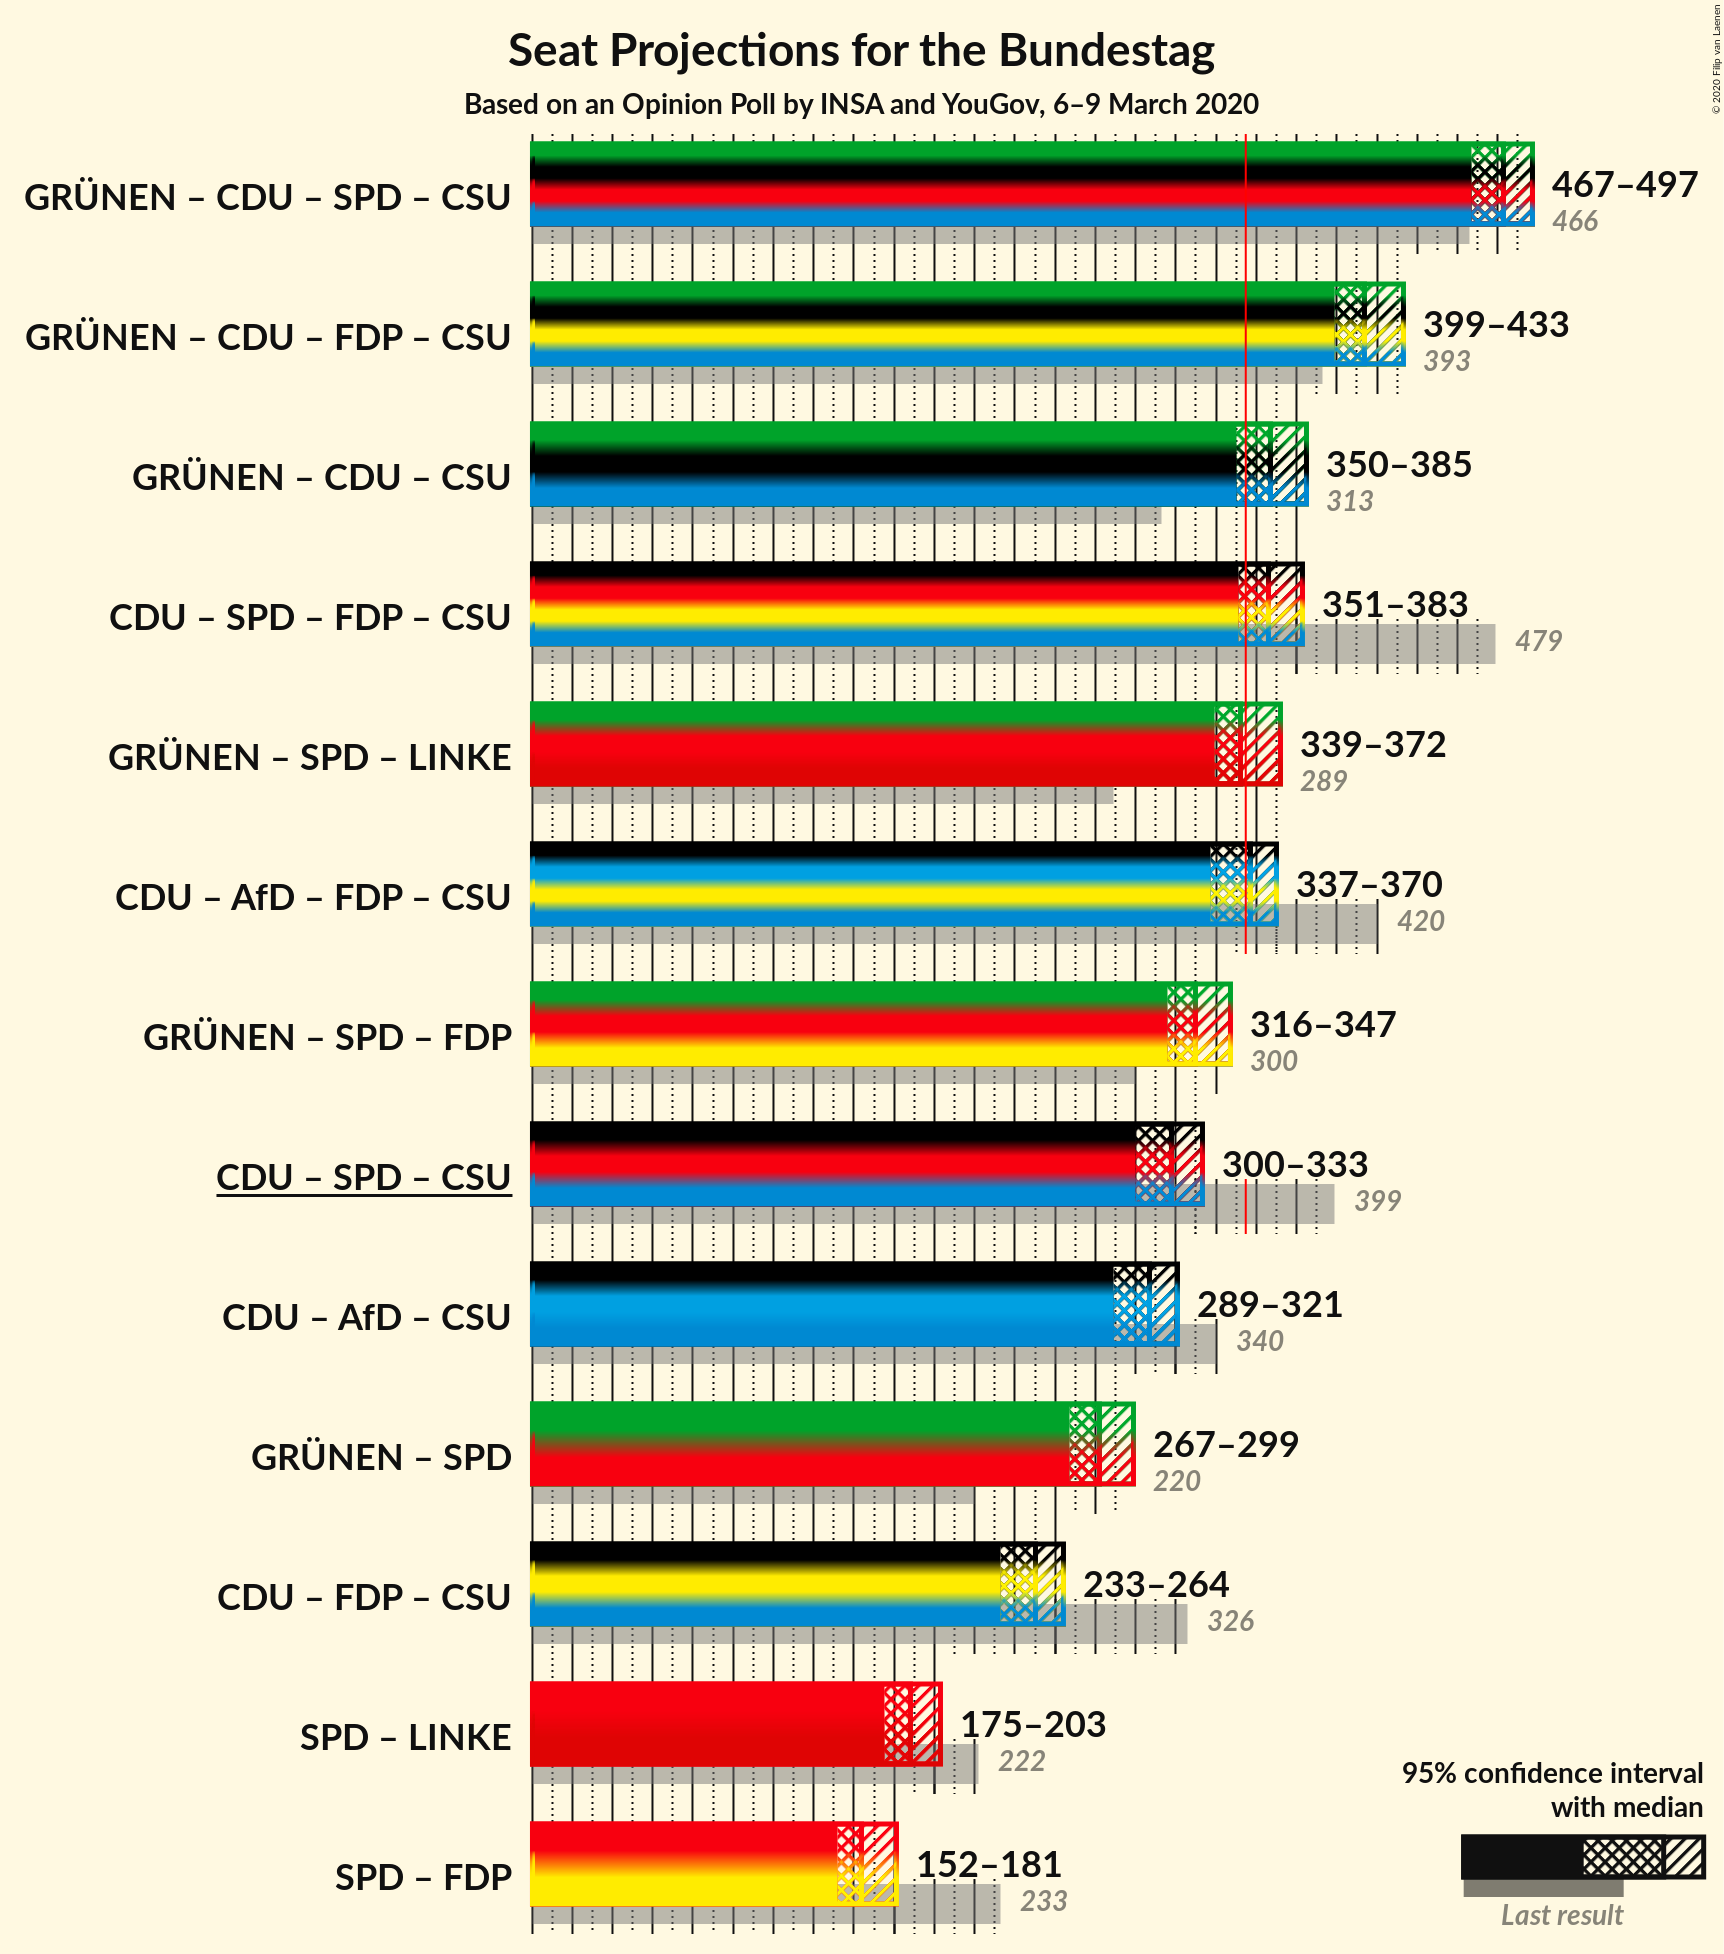 Seat Projections for the Bundestag
Based on an Opinion Poll by INSA and YouGov, 6–9 March 2020
© 2020 Filip van Laenen
GRÜNEN – CDU – SPD – CSU
467–497
466
GRÜNEN – CDU – FDP – CSU
399–433
393
GRÜNEN – CDU – CSU
350–385
313
CDU – SPD – FDP – CSU
351–383
479
GRÜNEN – SPD – LINKE
339–372
289
CDU – AfD – FDP – CSU
337–370
420
GRÜNEN – SPD – FDP
316–347
300
CDU – SPD – CSU
300–333
399
CDU – AfD – CSU
289–321
340
GRÜNEN – SPD
267–299
220
CDU – FDP – CSU
233–264
326
SPD – LINKE
175–203
222
SPD – FDP
152–181
233
95% confidence interval
with median
Last result